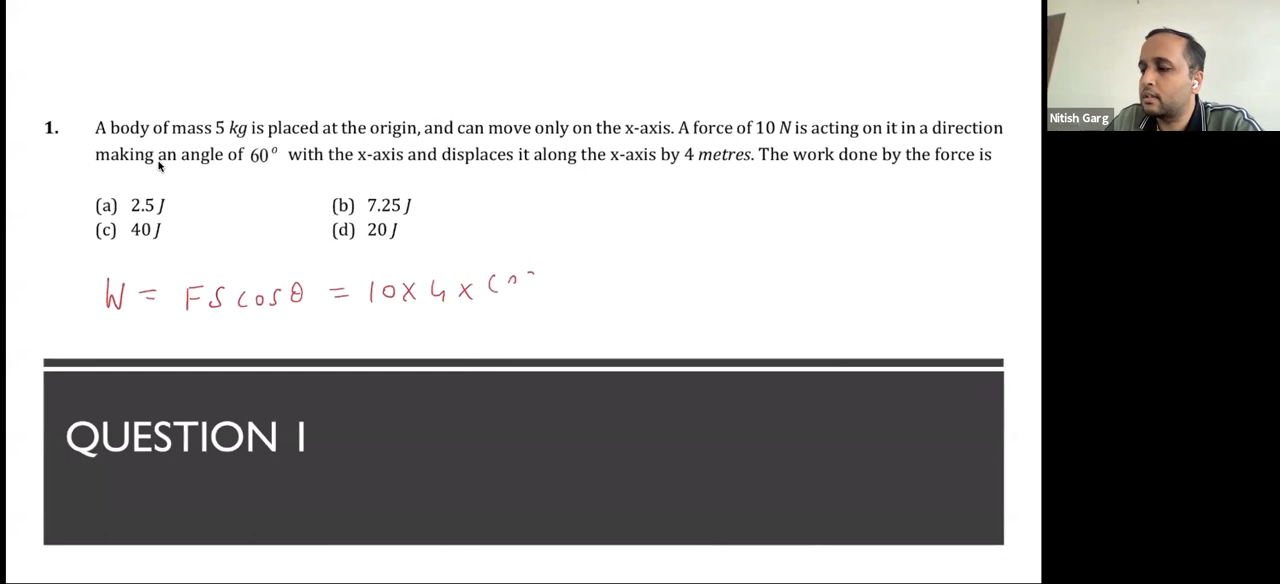 1. A body of mass 5 kg is placed at the origin, and can move only on the x-axis. A force of 10 N is acting on it in a direction
making an angle of 60° with the x-axis and displaces it along the x-axis by 4 metres. The work done by the force is
(a) 2.5 J (b) 7.25 J
(c) 40 J (d) 20 J
W = FS cosθ = 10 × 4 ×
QUESTION 1
Nitish Garg